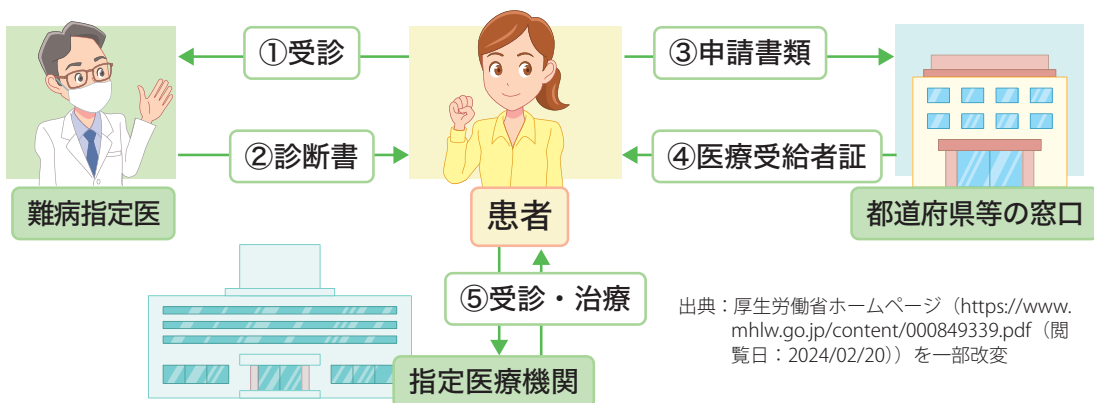 ①受診
③申請書類
②診断書
④医療受給者証
難病指定医
患者
都道府県等の窓口
⑤受診・治療
指定医療機関
出典：厚生労働省ホームページ（https://www.
mhlw.go.jp/content/000849339.pdf（閲
覧日：2024/02/20））を一部改変